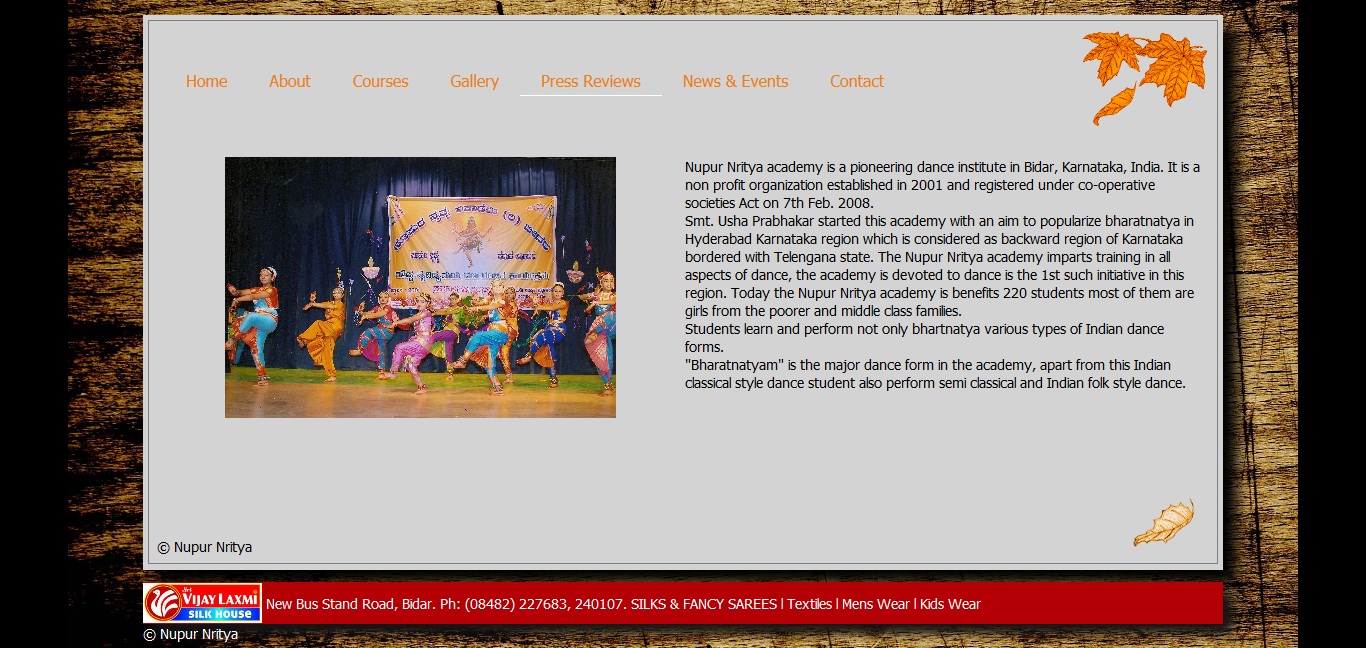 Home About Courses Gallery Press Reviews News & Events Contact
Nupur Nritya academy is a pioneering dance institute in Bidar, Karnataka, India. It is a
non profit organization established in 2001 and registered under co-operative
societies Act on 7th Feb. 2008.
Smt. Usha Prabhakar started this academy with an aim to popularize bharatnatya in
Hyderabad Karnataka region which is considered as backward region of Karnataka
bordered with Telengana state. The Nupur Nritya academy imparts training in all
aspects of dance, the academy is devoted to dance is the 1st such initiative in this
region. Today the Nupur Nritya academy is benefits 220 students most of them are
girls from the poorer and middle class families.
Students learn and perform not only bhartnatya various types of Indian dance
forms.
"Bharatnatyam" is the major dance form in the academy, apart from this Indian
classical style dance student also perform semi classical and Indian folk style dance.
© Nupur Nritya
Sri
VIJAY LAXMI
SILK HOUSE
New Bus Stand Road, Bidar. Ph: (08482) 227683, 240107. SILKS & FANCY SAREES l Textiles l Mens Wear l Kids Wear
© Nupur Nritya